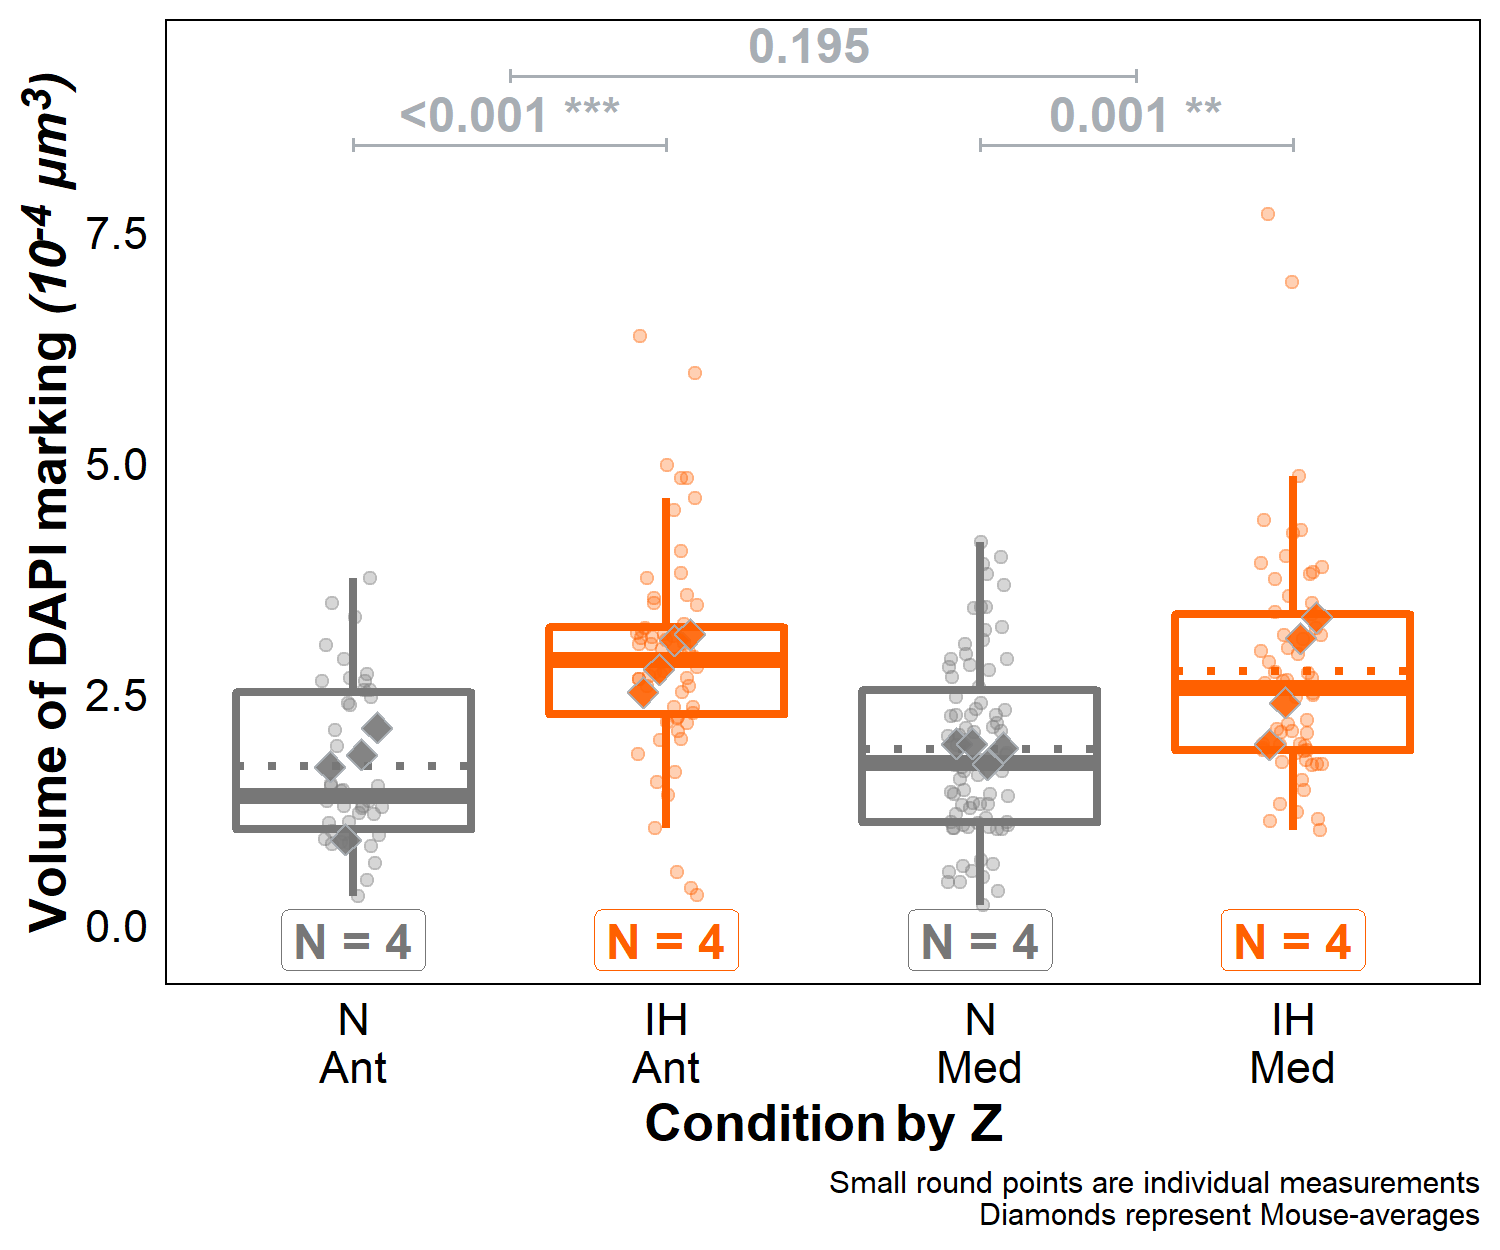 0.195
<0.001 *** 0.001 **
Volume of DAPI marking (10⁻⁴ µm³)
7.5
5.0
2.5
0.0
N = 4 N = 4 N = 4 N = 4
N IH N IH
Ant Ant Med Med
Condition by Z
Small round points are individual measurements
Diamonds represent Mouse-averages